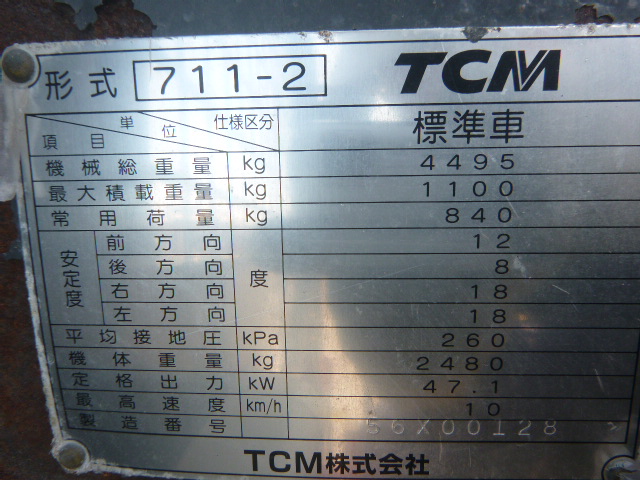 形式 711-2 TCM
単位 仕様区分 標準車
項目
機械総重量 kg 4495
最大積載重量 kg 1100
常用荷重 kg 840
安定度 前方向 度 12
後方向 8
右方向 18
左方向 18
平均接地圧 kPa 260
機体重量 kg 2480
定格出力 kW 47.1
最高速度 km/h 10
製造番号 56X00128
TCM株式会社